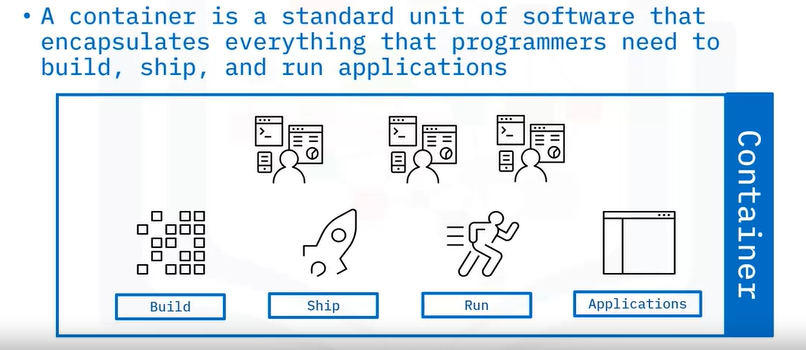 • A container is a standard unit of software that
encapsulates everything that programmers need to
build, ship, and run applications
Container
Build
Ship
Run
Applications